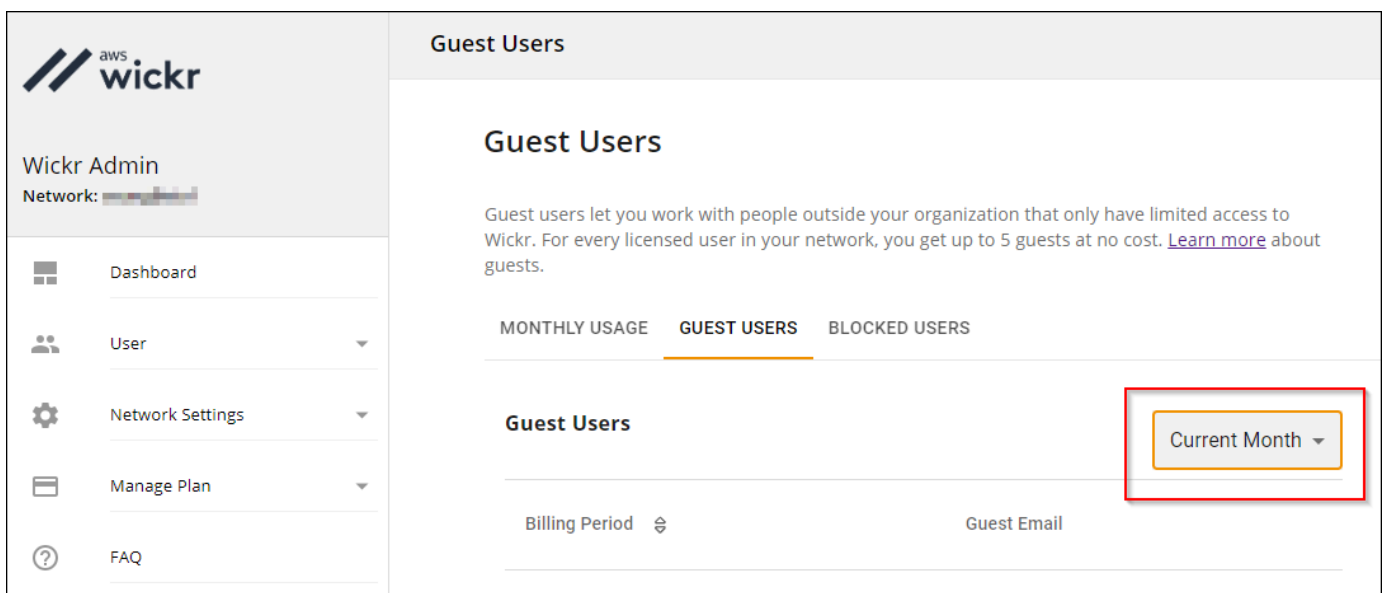 aws
wickr
Wickr Admin
Network:
Dashboard
User
Network Settings
Manage Plan
FAQ
Guest Users
Guest Users
Guest users let you work with people outside your organization that only have limited access to
Wickr. For every licensed user in your network, you get up to 5 guests at no cost. Learn more about
guests.
MONTHLY USAGE GUEST USERS BLOCKED USERS
Guest Users
Current Month
Billing Period Guest Email